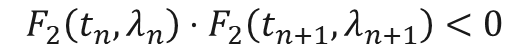 𝐹₂(𝑡ₙ, 𝜆ₙ) ⋅ 𝐹₂(𝑡ₙ₊₁, 𝜆ₙ₊₁) < 0